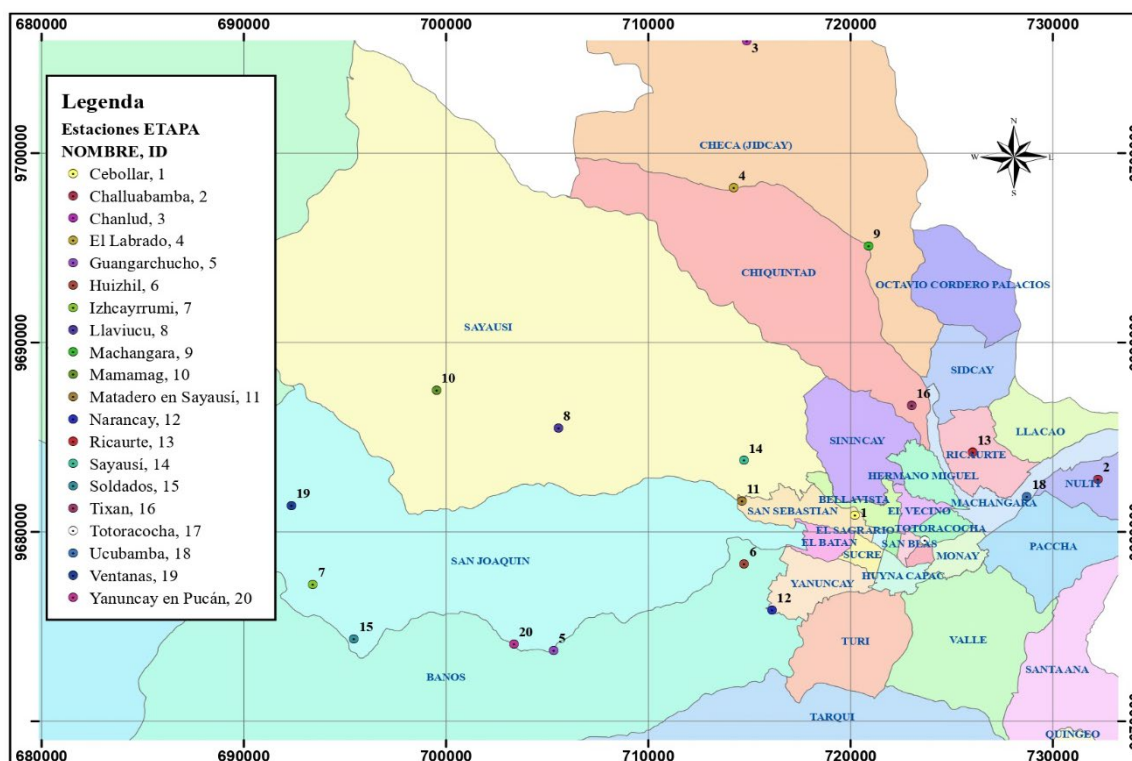 680000
690000
700000
710000
720000
730000
3
Legenda
Estaciones ETAPA
NOMBRE, ID
Cebollar, 1
Challuabamba, 2
Chanlud, 3
El Labrado, 4
Guangarchucho, 5
Huizhil, 6
Izhcayrrumi, 7
Llaviucu, 8
Machangara, 9
Mamamag, 10
Matadero en Sayausí, 11
Narancay, 12
Ricaurte, 13
Sayausí, 14
Soldados, 15
Tixan, 16
Totoracocha, 17
Ucubamba, 18
Ventanas, 19
Yanuncay en Pucán, 20
N
W
L
S
9700000
9700000
CHECA (JIDCAY)
4
9
CHIQUINTAD
OCTAVIO CORDERO PALACIOS
SAYAUSI
9690000
9690000
SIDCAY
10
16
8
LLACAO
SININCAY
13
RICAURTE
14
HERMANO MIGUEL
2
NULTI
18
19
11
BELLAVISTA
MACHANGARA
SAN SEBASTIAN
1
EL VECINO
9680000
9680000
EL SAGRARIO
TOTORACOCHA
EL BATAN
SAN BLAS
PACCHA
6
SUCRE
MONAY
SAN JOAQUIN
7
YANUNCAY
HUYNA CAPAC
12
15
20
5
TURI
VALLE
SANTA ANA
BANOS
TARQUI
9670000
9670000
QUINGEO
680000
690000
700000
710000
720000
730000